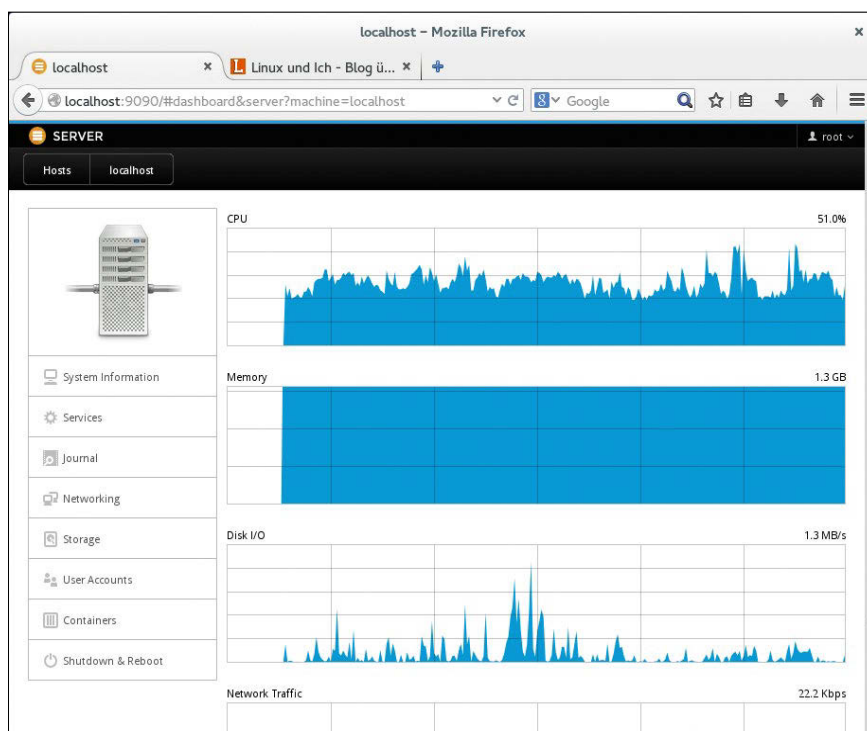 localhost – Mozilla Firefox
localhost
Linux und Ich - Blog ü...
localhost:9090/#dashboard&server?machine=localhost
Google
SERVER
root
Hosts
localhost
CPU
51.0%
System Information
Services
Journal
Networking
Storage
User Accounts
Containers
Shutdown & Reboot
Memory
1.3 GB
Disk I/O
1.3 MB/s
Network Traffic
22.2 Kbps